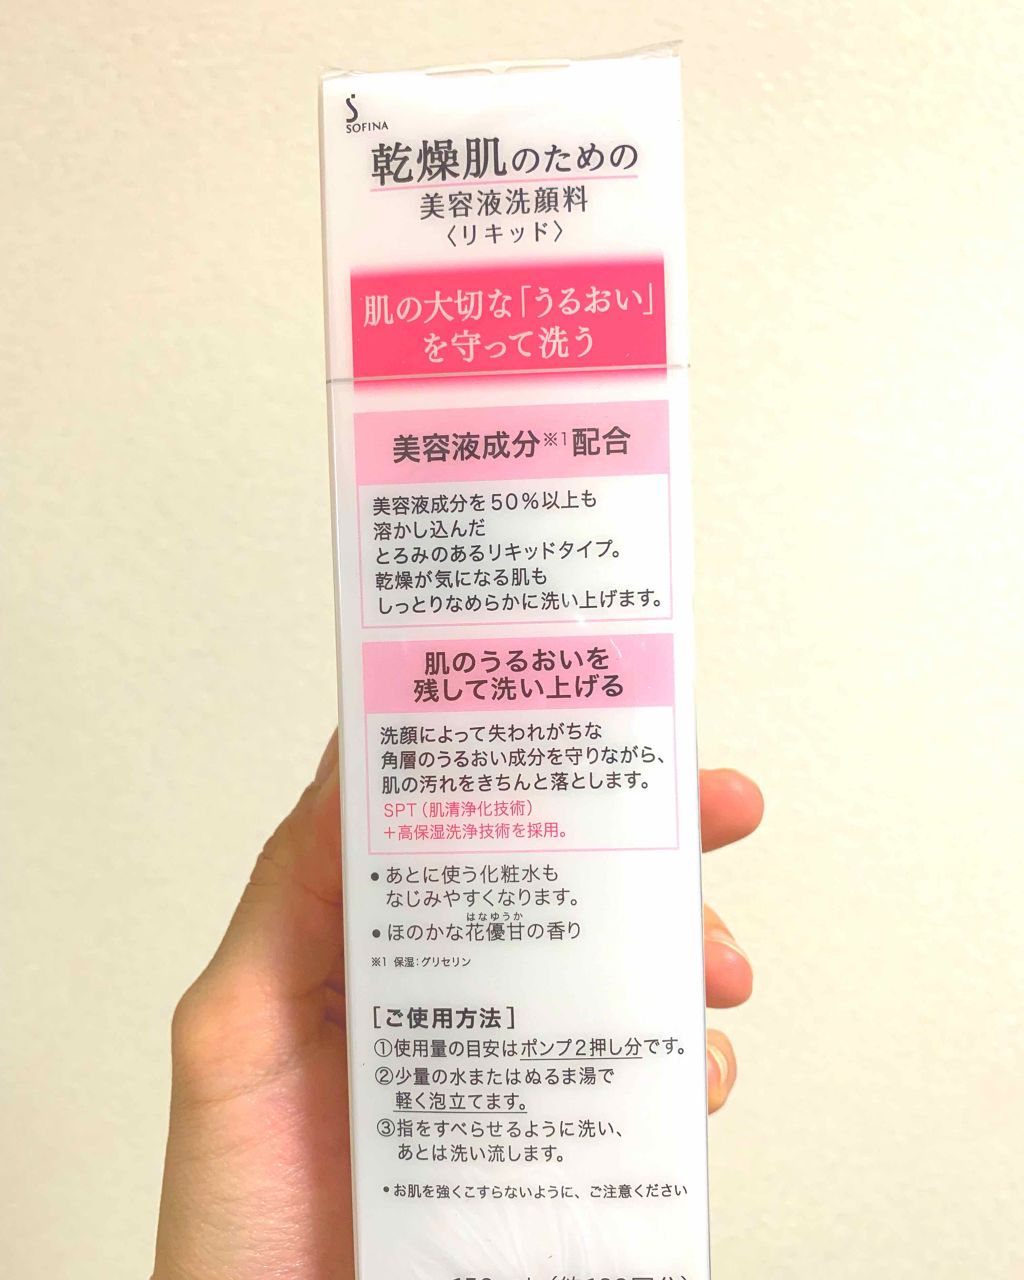 SOFINA
乾燥肌のための
美容液洗顔料
〈リキッド〉
肌の大切な「うるおい」
を守って洗う
美容液成分※1配合
美容液成分を50%以上も
溶かし込んだ
とろみのあるリキッドタイプ。
乾燥が気になる肌も
しっとりなめらかに洗い上げます。
肌のうるおいを
残して洗い上げる
洗顔によって失われがちな
角層のうるおい成分を守りながら、
肌の汚れをきちんと落とします。
SPT(肌清浄化技術)
+高保湿洗浄技術を採用。
●あとに使う化粧水も
なじみやすくなります。
はなゆうか
●ほのかな花優甘の香り
※1 保湿:グリセリン
[ご使用方法]
①使用量の目安はポンプ2押し分です。
②少量の水またはぬるま湯で
軽く泡立てます。
③指をすべらせるように洗い、
あとは洗い流します。
●お肌を強くこすらないように、ご注意ください